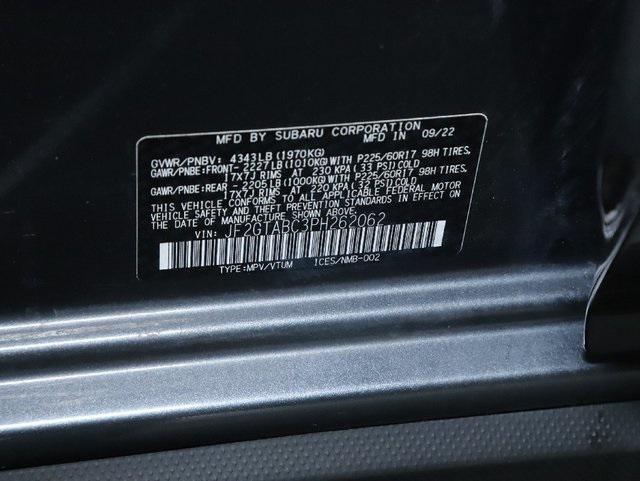 MFD BY SUBARU CORPORATION
MFD IN 09/22
GVWR/PNBV: 4343LB (1970KG)
GAWR/PNBE:FRONT- 2227LB(1010KG)WITH P225/60R17 98H TIRES,
17X7J RIMS AT 230 KPA(33 PSI)COLD
GAWR/PNBE:REAR - 2205LB(1000KG)WITH P225/60R17 98H TIRES,
17X7J RIMS AT 220 KPA(32 PSI)COLD
THIS VEHICLE CONFORMS TO ALL APPLICABLE FEDERAL MOTOR
VEHICLE SAFETY AND THEFT PREVENTION STANDARDS IN EFFECT
ON THE DATE OF MANUFACTURE SHOWN ABOVE.
VIN: JF2GTABC3PH262062
TYPE:MPV/VTUM ICES/NMB-002